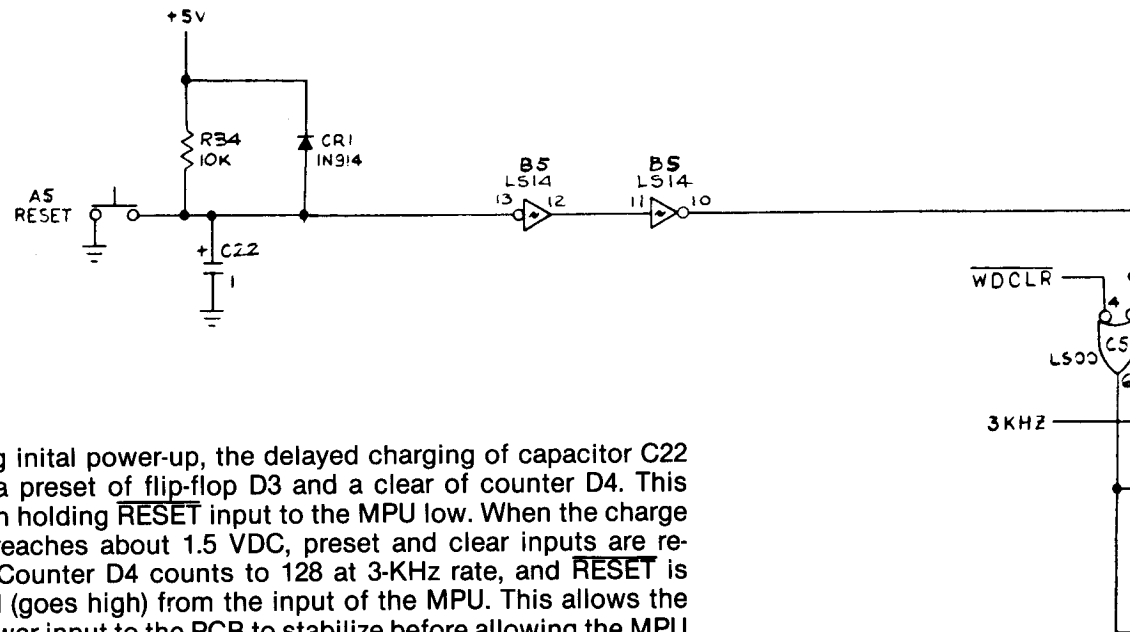 +5V
R34
10K
CR1
1N914
A5
RESET
+ C22
1
B5
LS14
13 12
B5
LS14
11 10
WDCLR
4
LS00
C5
6
3KHZ
g inital power-up, the delayed charging of capacitor C22
a preset of flip-flop D3 and a clear of counter D4. This
n holding RESET input to the MPU low. When the charge
reaches about 1.5 VDC, preset and clear inputs are re-
Counter D4 counts to 128 at 3-KHz rate, and RESET is
l (goes high) from the input of the MPU. This allows the
wer input to the PCB to stabilize before allowing the MPU